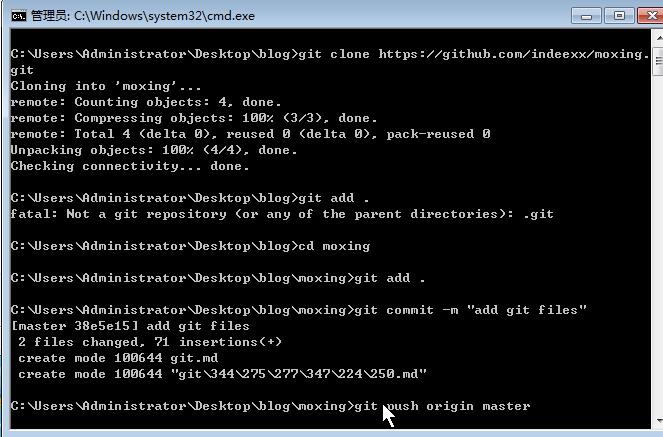 管理员: C:\Windows\system32\cmd.exe
C:\Users\Administrator\Desktop\blog>git clone https://github.com/indeexx/moxing.
git
Cloning into 'moxing'...
remote: Counting objects: 4, done.
remote: Compressing objects: 100% (3/3), done.
remote: Total 4 (delta 0), reused 0 (delta 0), pack-reused 0
Unpacking objects: 100% (4/4), done.
Checking connectivity... done.
C:\Users\Administrator\Desktop\blog>git add .
fatal: Not a git repository (or any of the parent directories): .git
C:\Users\Administrator\Desktop\blog>cd moxing
C:\Users\Administrator\Desktop\blog\moxing>git add .
C:\Users\Administrator\Desktop\blog\moxing>git commit -m "add git files"
[master 38e5e15] add git files
2 files changed, 71 insertions(+)
create mode 100644 git.md
create mode 100644 "git\344\275\277\347\224\250.md"
C:\Users\Administrator\Desktop\blog\moxing>git push origin master